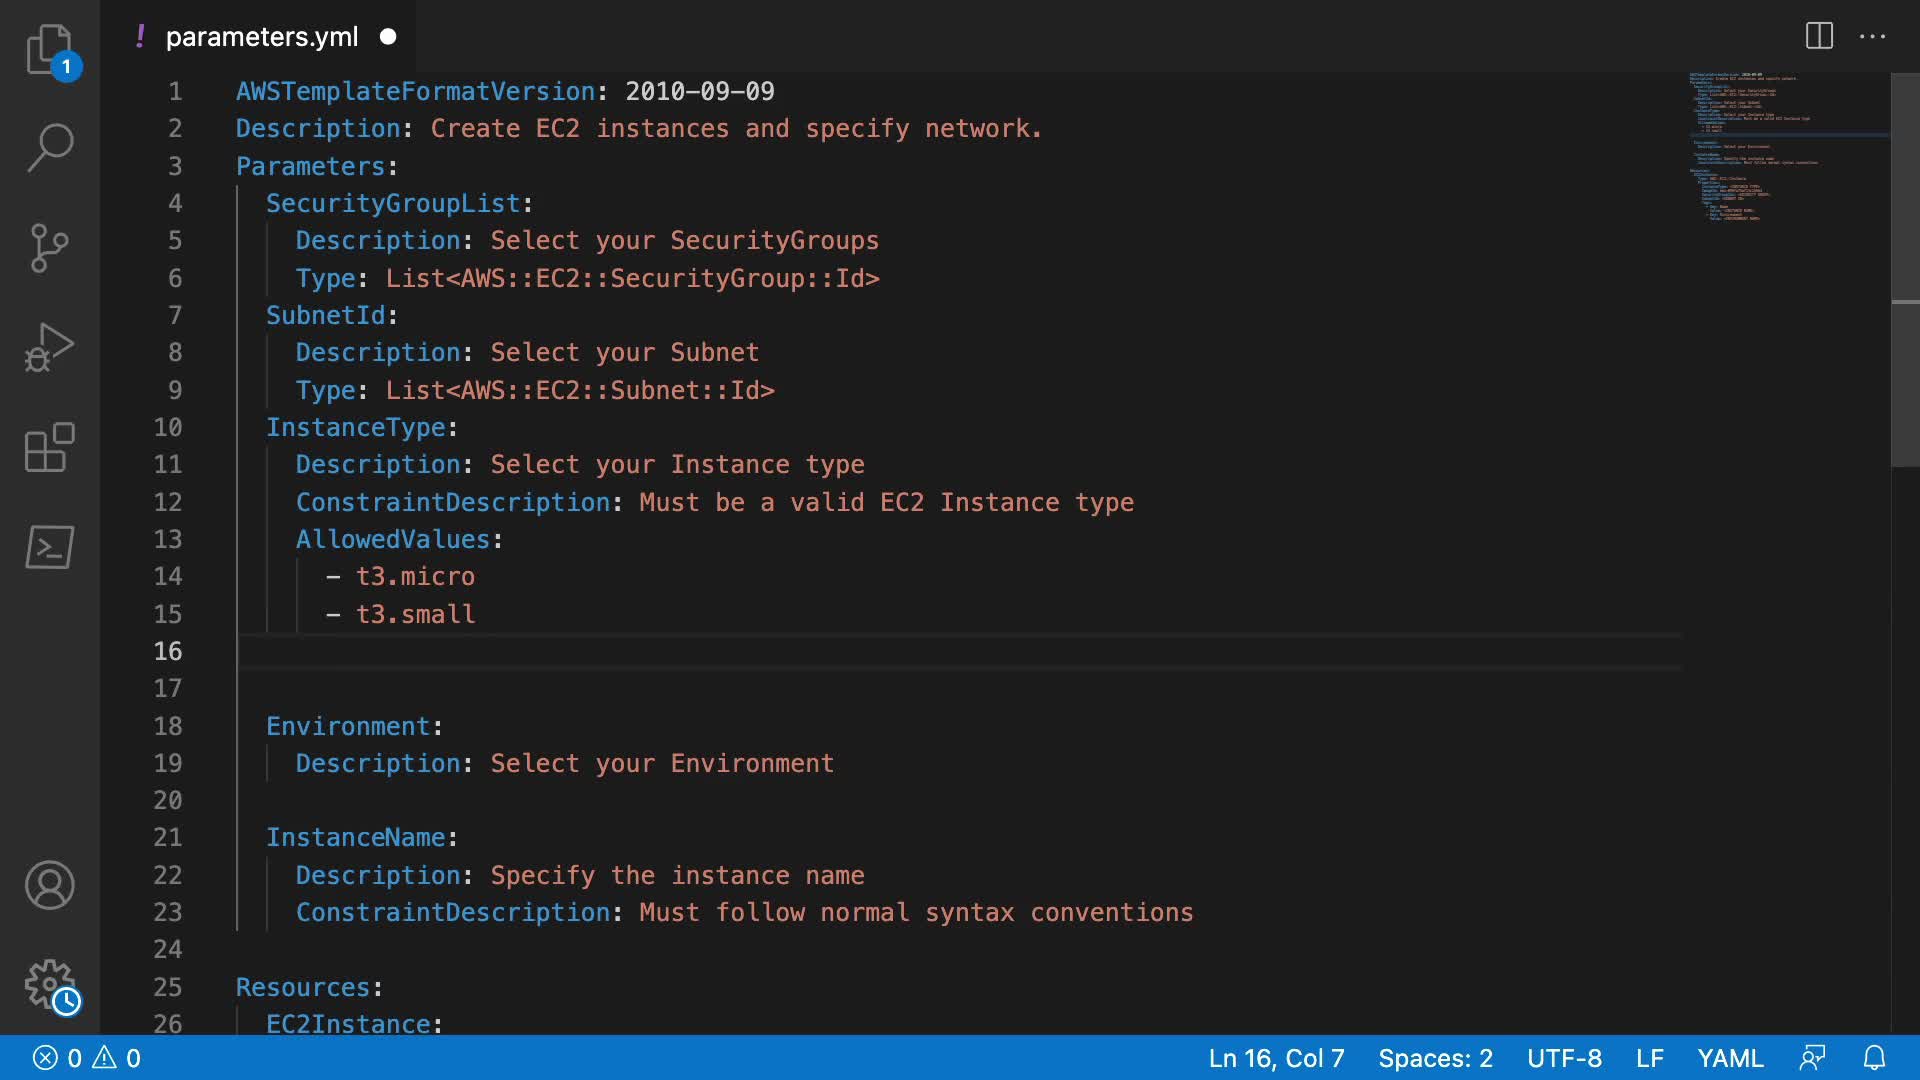 1
parameters.yml
1 AWSTemplateFormatVersion: 2010-09-09
2 Description: Create EC2 instances and specify network.
3 Parameters:
4 SecurityGroupList:
5 Description: Select your SecurityGroups
6 Type: List<AWS::EC2::SecurityGroup::Id>
7 SubnetId:
8 Description: Select your Subnet
9 Type: List<AWS::EC2::Subnet::Id>
10 InstanceType:
11 Description: Select your Instance type
12 ConstraintDescription: Must be a valid EC2 Instance type
13 AllowedValues:
14 - t3.micro
15 - t3.small
16
17
18 Environment:
19 Description: Select your Environment
20
21 InstanceName:
22 Description: Specify the instance name
23 ConstraintDescription: Must follow normal syntax conventions
24
25 Resources:
26 EC2Instance:
0 0 Ln 16, Col 7 Spaces: 2 UTF-8 LF YAML